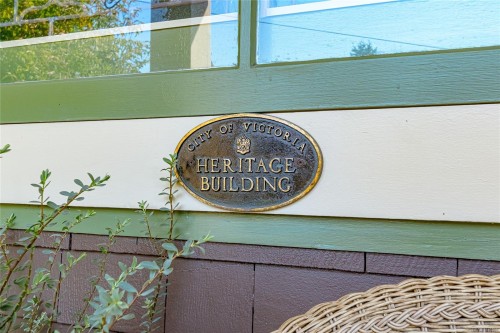 CITY OF VICTORIA
HERITAGE
BUILDING